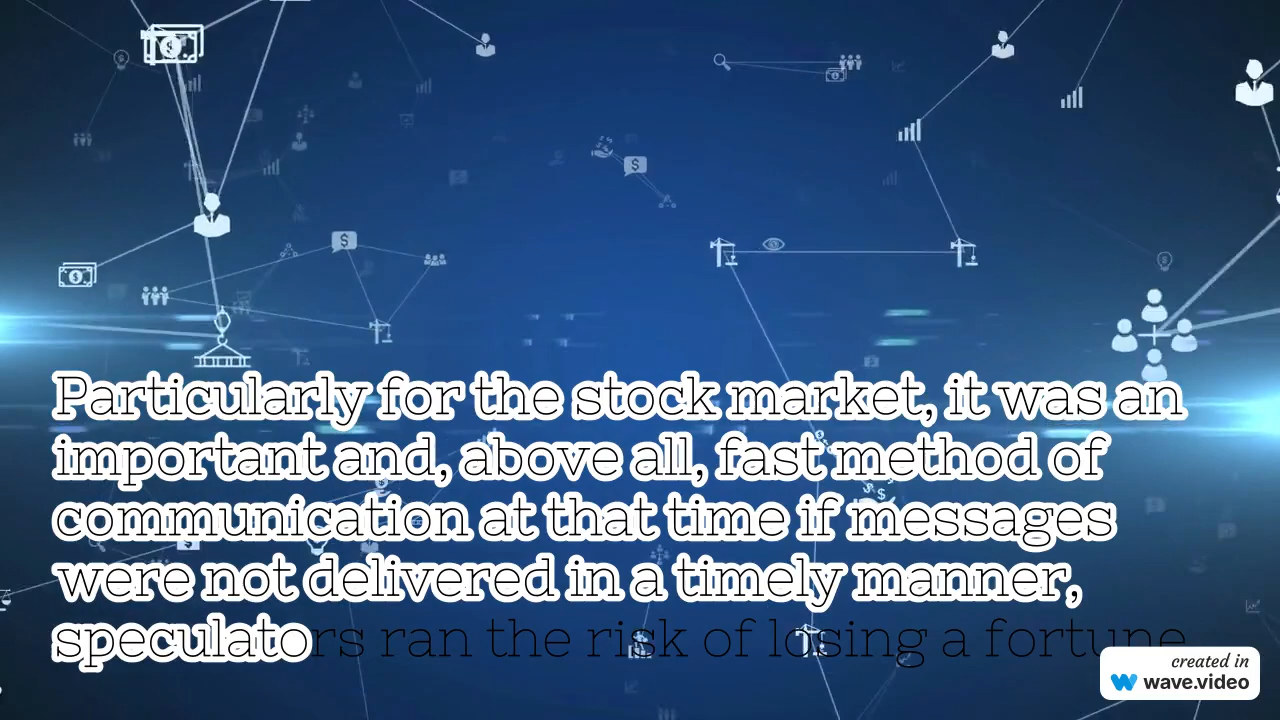 Particularly for the stock market, it was an
important and, above all, fast method of
communication at that time if messages
were not delivered in a timely manner,
speculators ran the risk of losing a fortune
created in
wave.video